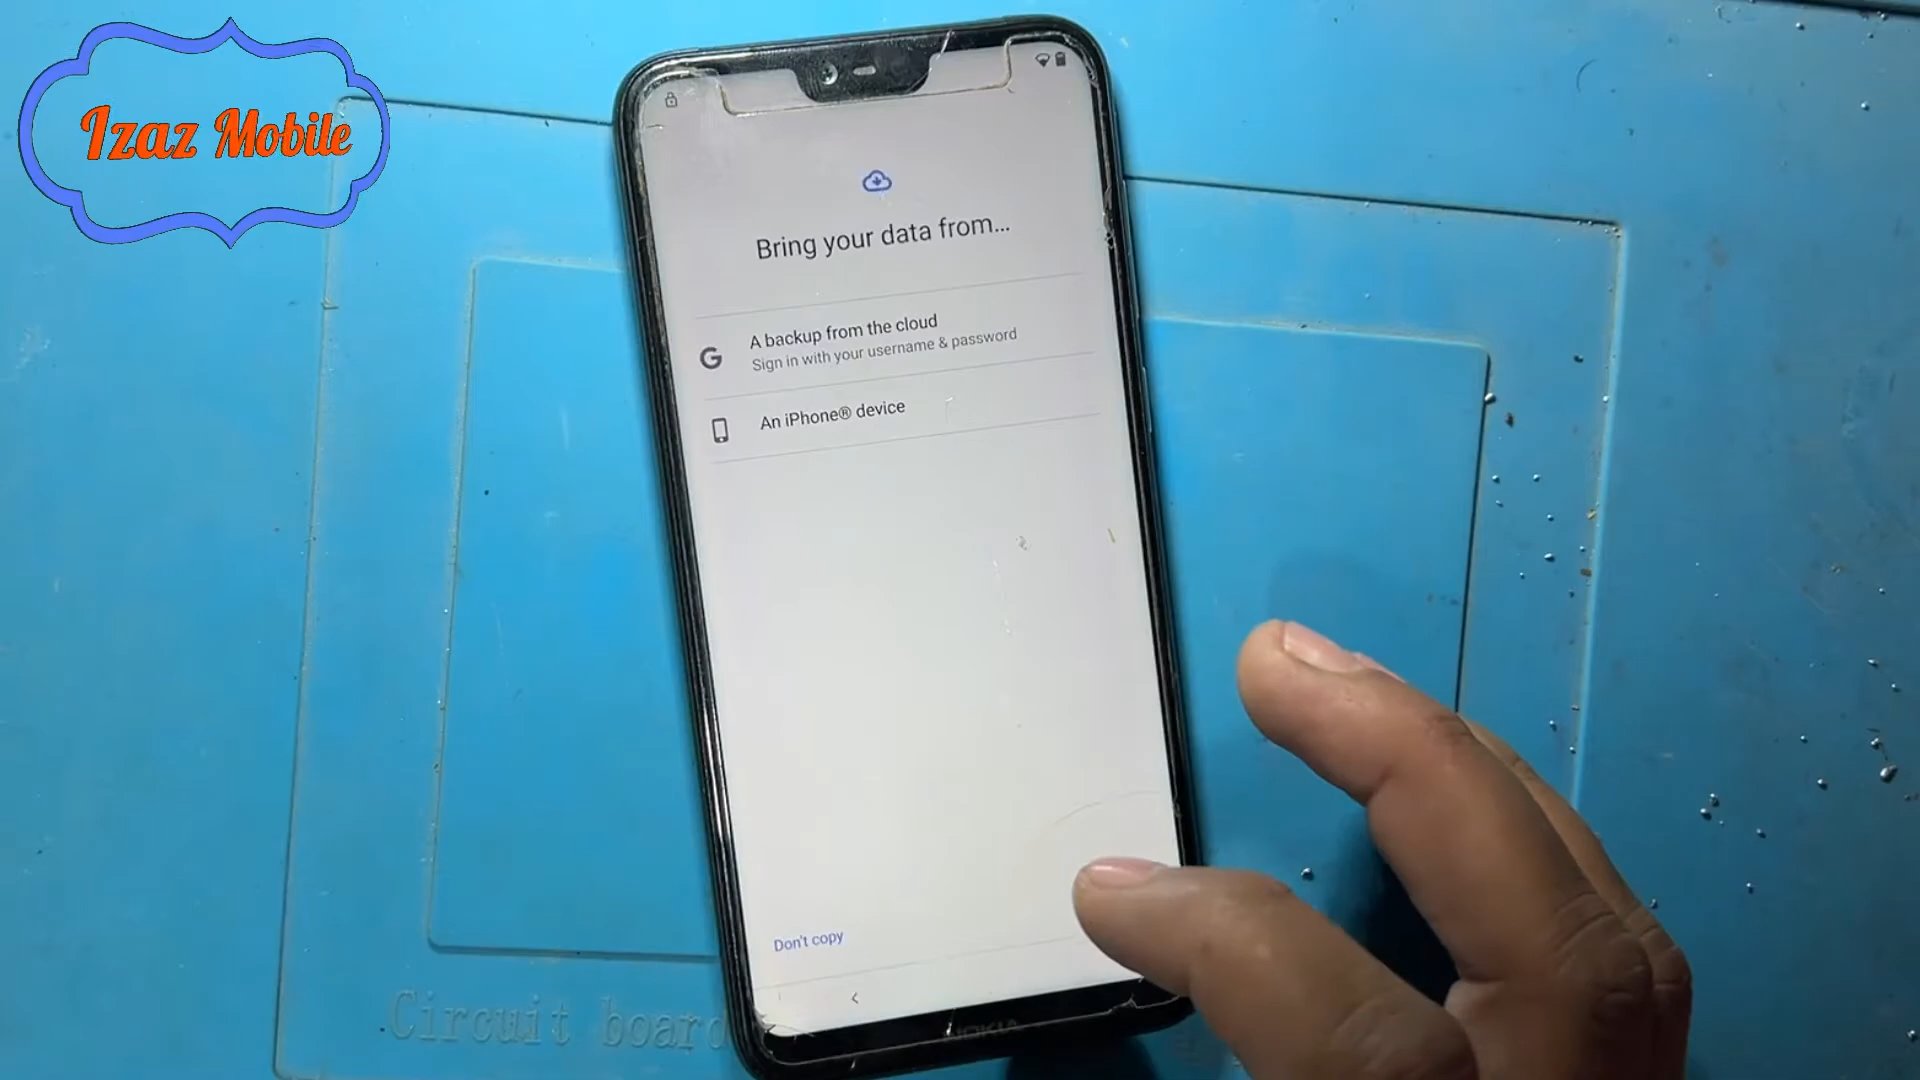 Izaz Mobile
Bring your data from...
A backup from the cloud
Sign in with your username & password
An iPhone® device
Don't copy
NOKIA
Circuit board